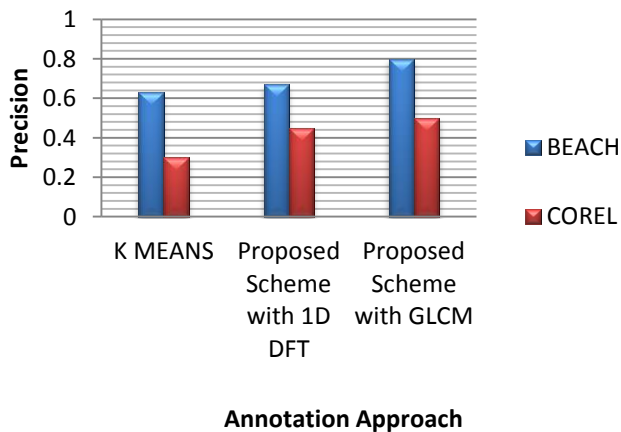 1
0.8
0.6
0.4
0.2
0
Precision
K MEANS
Proposed
Scheme
with 1D
DFT
Proposed
Scheme
with GLCM
Annotation Approach
BEACH
COREL